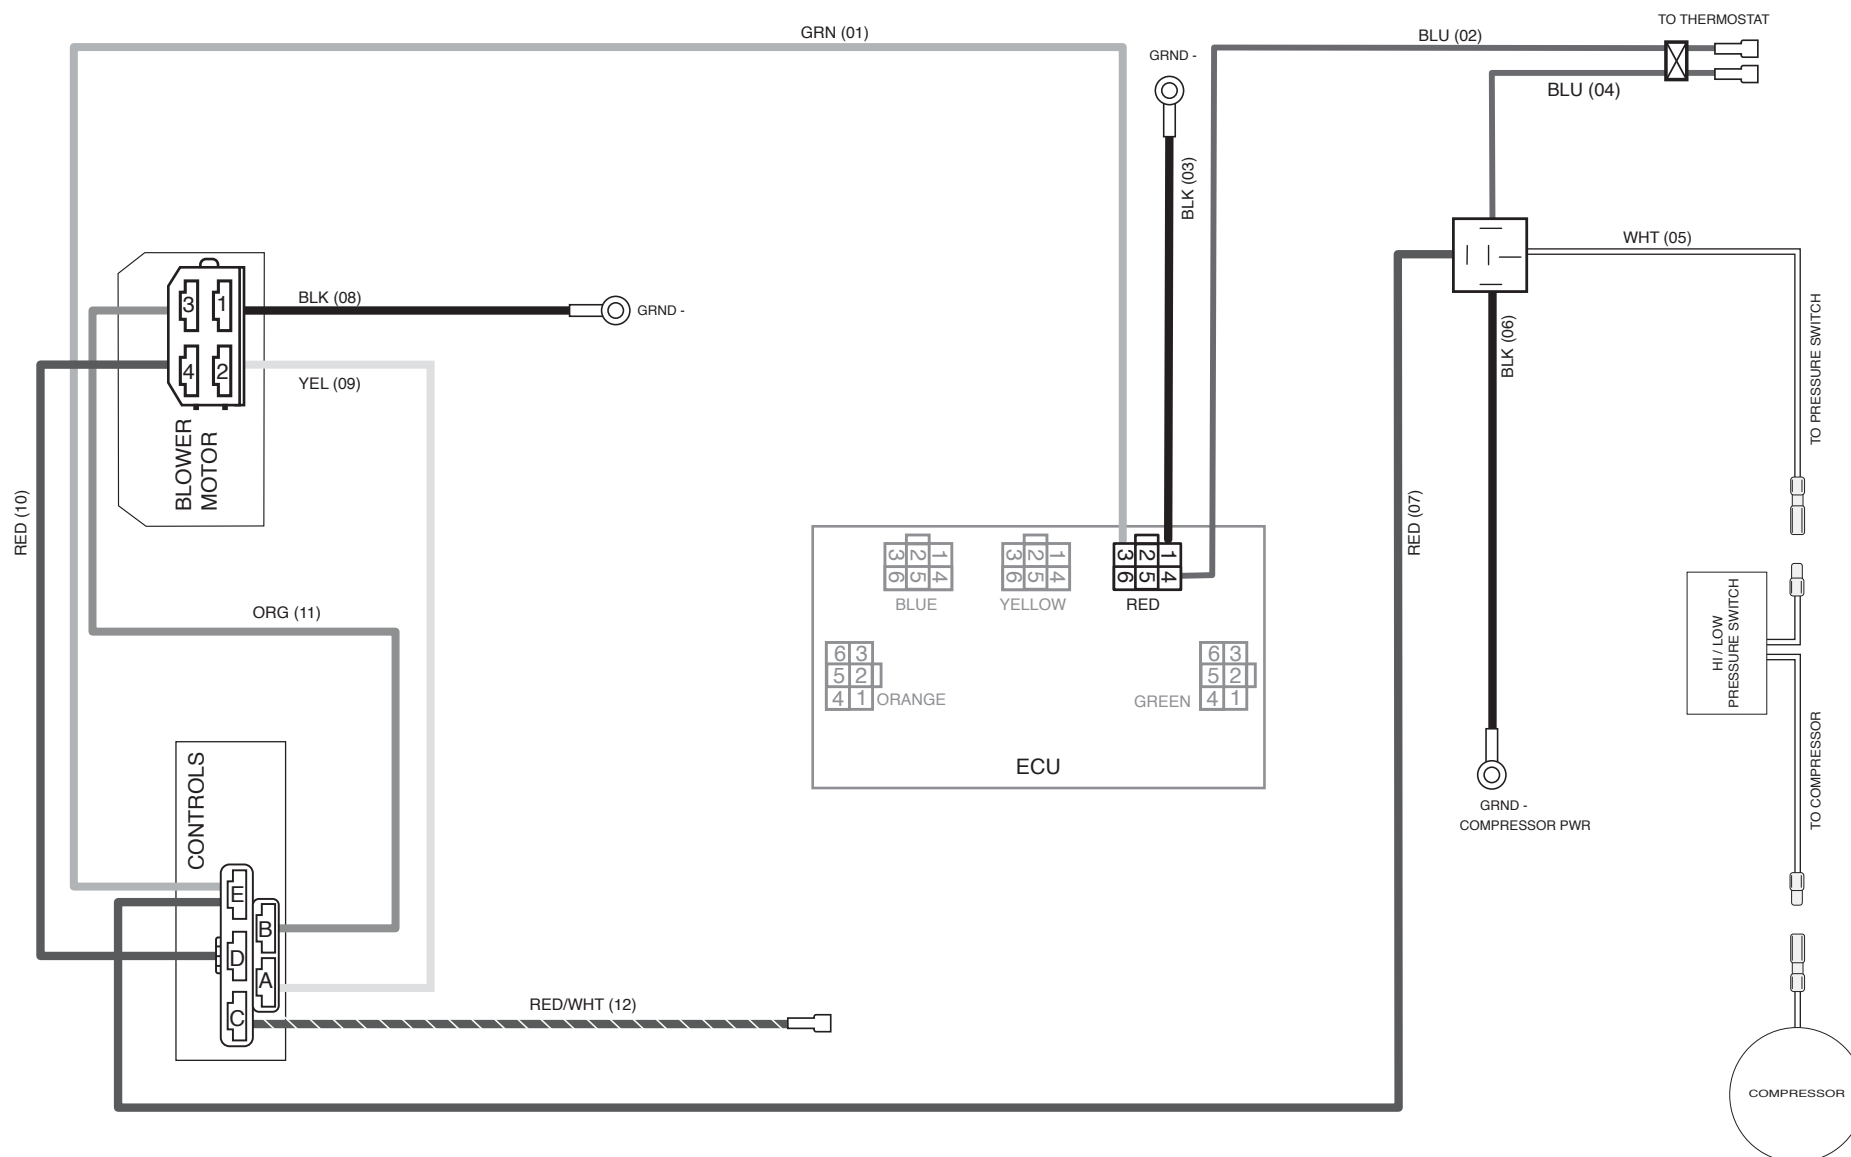 TO THERMOSTAT
GRN (01)
BLU (02)
GRND -
BLU (04)
BLK (03)
WHT (05)
3 1
4 2
BLK (08)
GRND -
YEL (09)
BLOWER
MOTOR
RED (10)
BLK (06)
TO PRESSURE SWITCH
RED (07)
ORG (11)
3 2 1
6 5 4
BLUE
3 2 1
6 5 4
YELLOW
3 2 1
6 5 4
RED
6 3
5 2
4 1
ORANGE
6 3
5 2
4 1
GREEN
ECU
HI / LOW
PRESSURE SWITCH
TO COMPRESSOR
GRND -
COMPRESSOR PWR
CONTROLS
E
B
D
A
C
RED/WHT (12)
COMPRESSOR